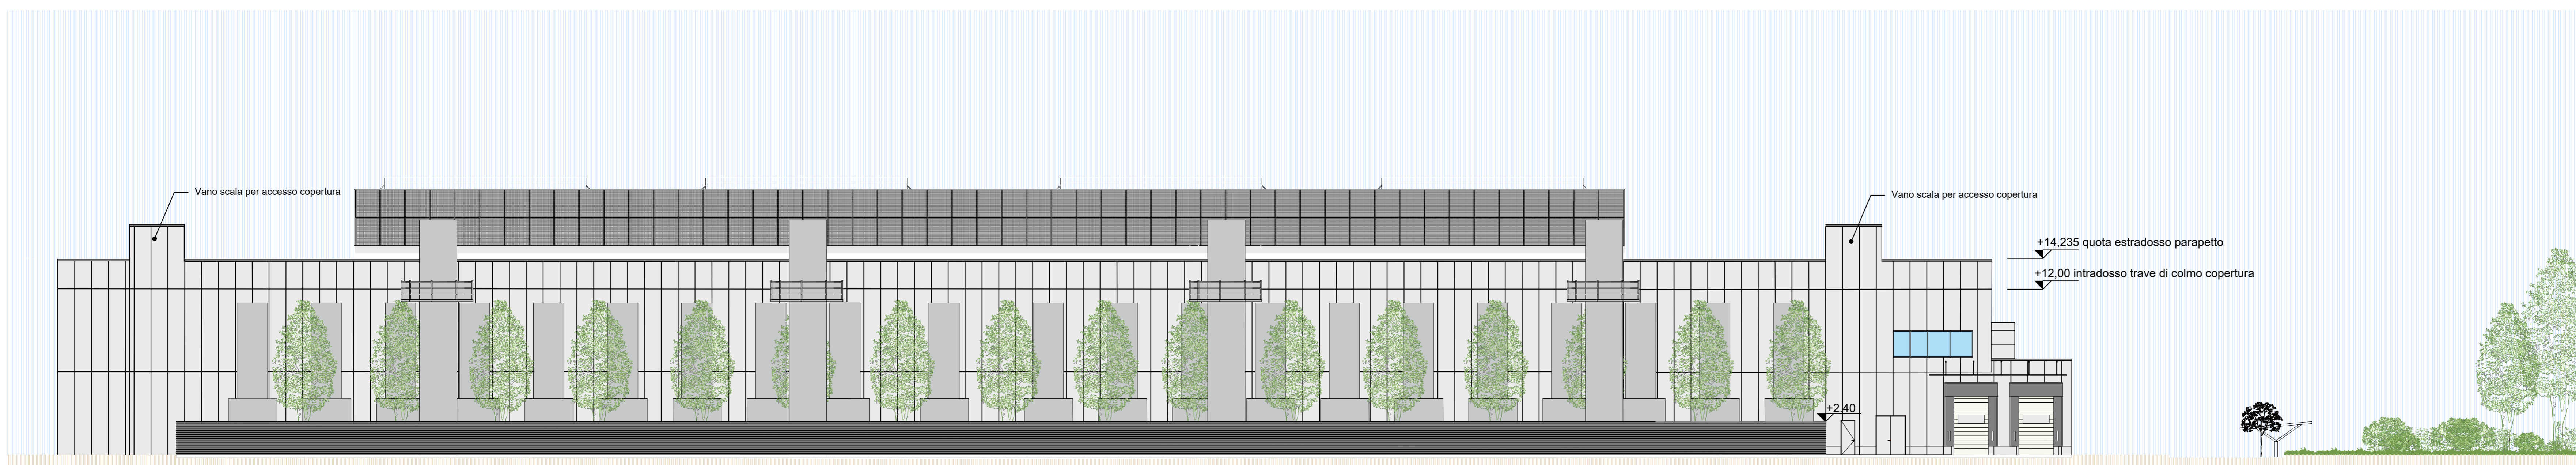 Vano scala per accesso copertura
Vano scala per accesso copertura
+14,235 quota estradosso parapetto
+12,00 intradosso trave di colmo copertura
+2.40